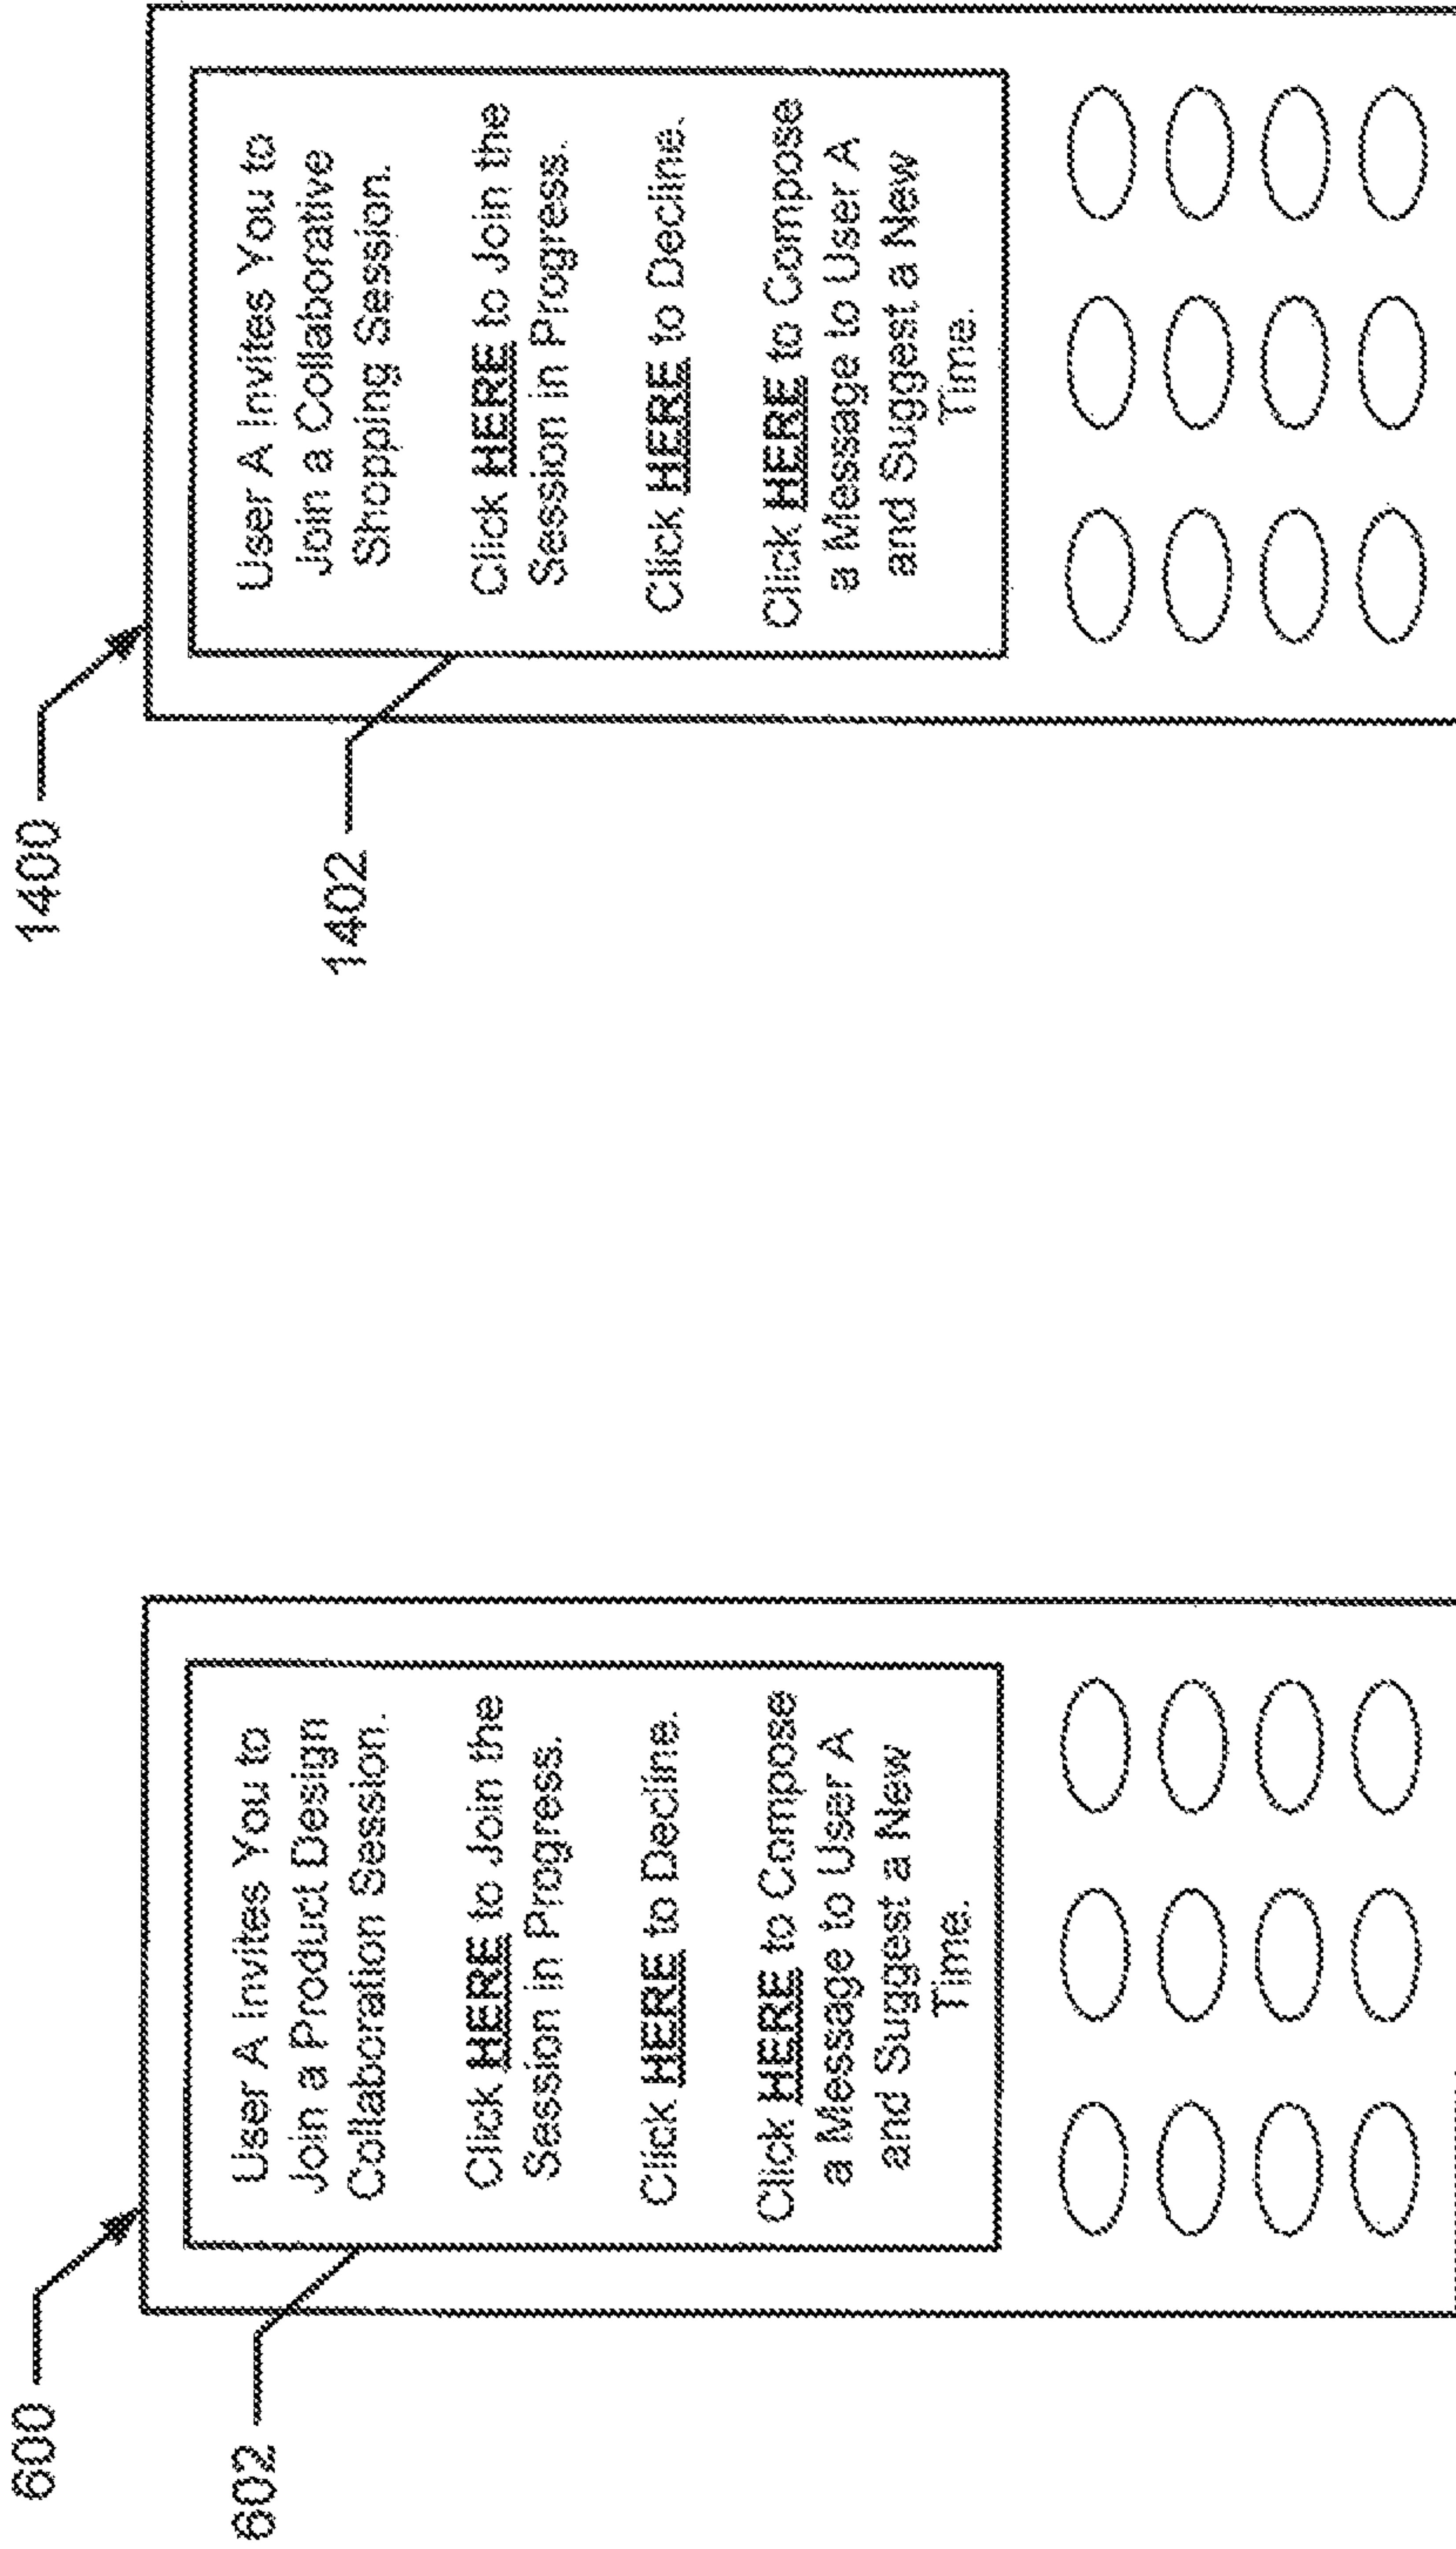 600
602
User A Invites You to
Join a Product Design
Collaboration Session.
Click HERE to Join the
Session in Progress.
Click HERE to Decline.
Click HERE to Compose
a Message to User A
and Suggest a New
Time.
1400
1402
User A Invites You to
Join a Collaborative
Shopping Session.
Click HERE to Join the
Session in Progress.
Click HERE to Decline.
Click HERE to Compose
a Message to User A
and Suggest a New
Time.